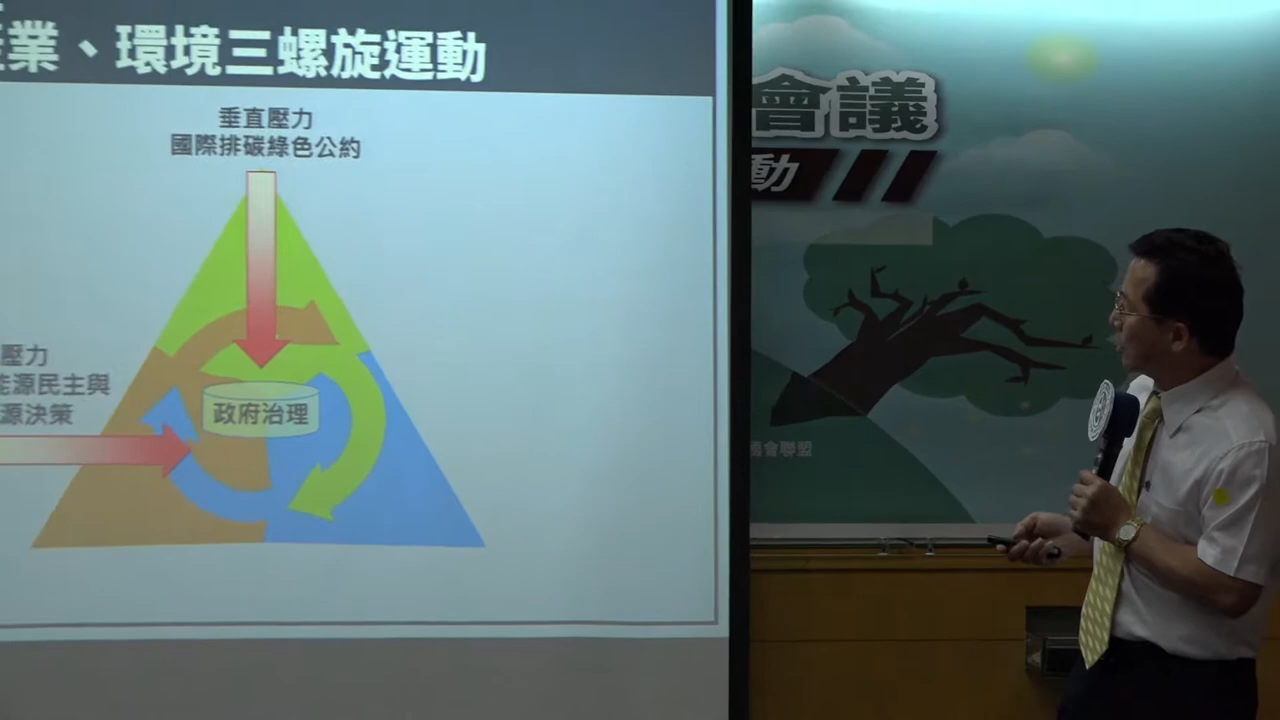 業、環境三螺旋運動
垂直壓力
國際排碳綠色公約
壓力
能源民主與
源決策
政府治理
會議
動
會聯盟